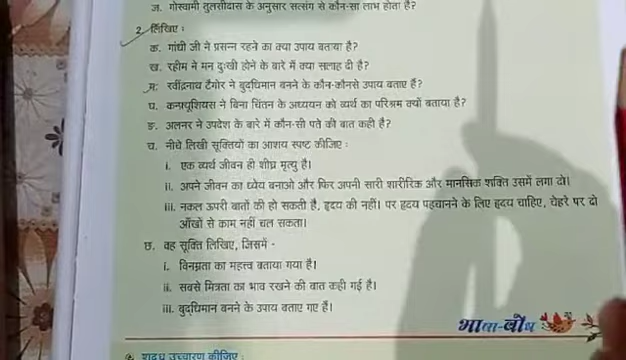 ज. गोस्वामी तुलसीदास के अनुसार सत्संग से कौन-सा लाभ होता है?
2. लिखिए :
क. गांधी जी ने प्रसन्न रहने का क्या उपाय बताया है?
ख. रहीम ने मन दुःखी होने के बारे में क्या सलाह दी है?
ग. रवींद्रनाथ टैगोर ने बुद्धिमान बनने के कौन-कौनसे उपाय बताए हैं?
घ. कन्फ्यूशियस ने बिना चिंतन के अध्ययन को व्यर्थ का परिश्रम क्यों बताया है?
ङ. अलनर ने उपदेश के बारे में कौन-सी पते की बात कही है?
च. नीचे लिखी सूक्तियों का आशय स्पष्ट कीजिए :
i. एक व्यर्थ जीवन ही शीघ्र मृत्यु है।
ii. अपने जीवन का ध्येय बनाओ और फिर अपनी सारी शारीरिक और मानसिक शक्ति उसमें लगा दो।
iii. नकल ऊपरी बातों की हो सकती है, हृदय की नहीं। पर हृदय पहचानने के लिए हृदय चाहिए, चेहरे पर दो
आँखों से काम नहीं चल सकता।
छ. वह सूक्ति लिखिए, जिसमें -
i. विनम्रता का महत्त्व बताया गया है।
ii. सबसे मित्रता का भाव रखने की बात कही गई है।
iii. बुद्धिमान बनने के उपाय बताए गए हैं।
भाषा-बोध
शुद्ध उच्चारण कीजिए